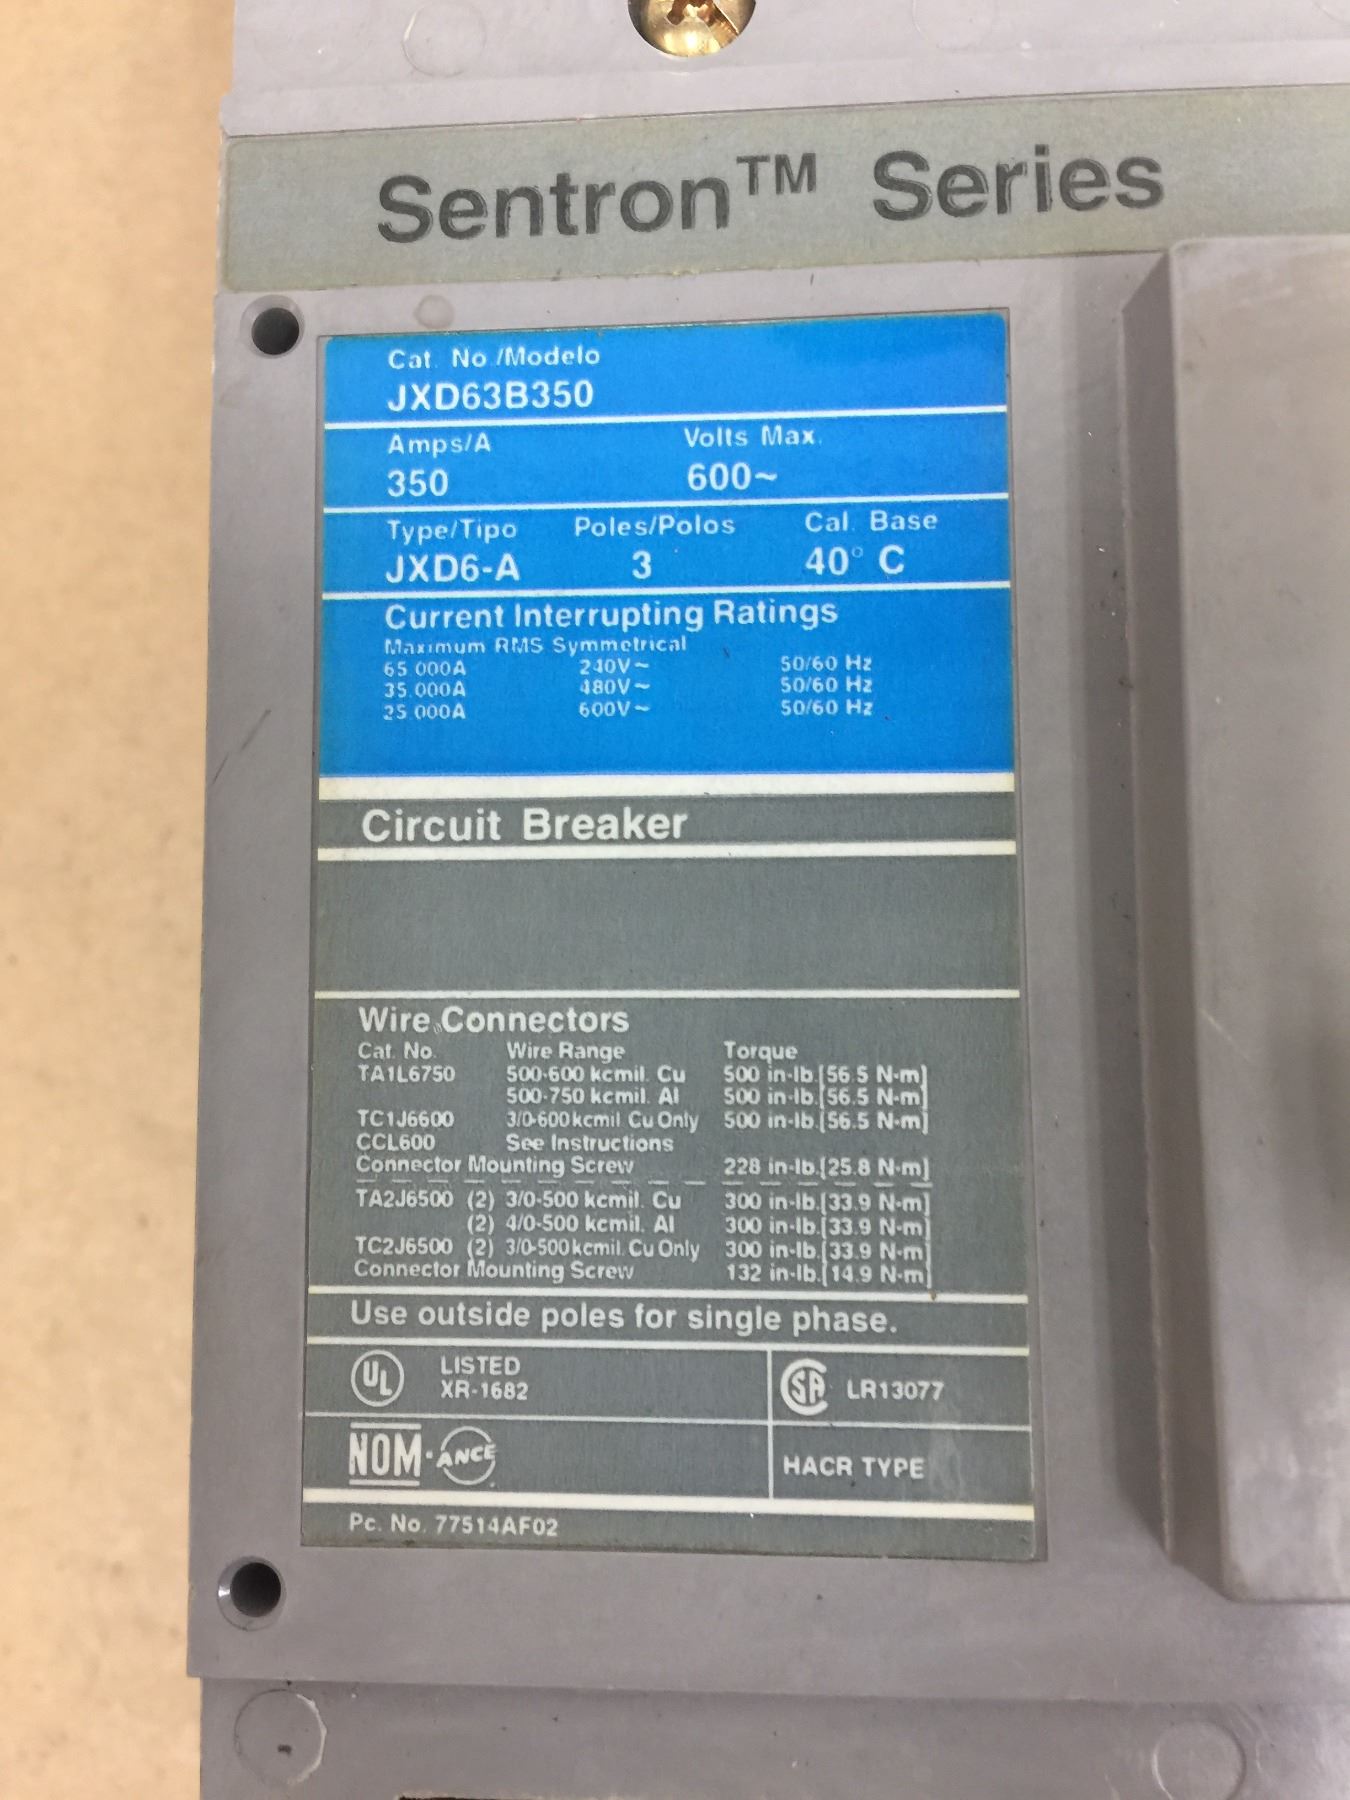 Sentron™ Series
Cat. No./Modelo
JXD63B350
Amps/A Volts Max.
350 600~
Type/Tipo Poles/Polos Cal. Base
JXD6-A 3 40° C
Current Interrupting Ratings
Maximum RMS Symmetrical
65.000A 240V~ 50/60 Hz
35.000A 480V~ 50/60 Hz
25.000A 600V~ 50/60 Hz
Circuit Breaker
Wire Connectors
Cat. No. Wire Range Torque
TA1L6750 500-600 kcmil. Cu 500 in-lb.[56.5 N-m]
500-750 kcmil. Al 500 in-lb.[56.5 N-m]
TC1J6600 3/0-600 kcmil Cu Only 500 in-lb.[56.5 N-m]
CCL600 See Instructions
Connector Mounting Screw 228 in-lb.[25.8 N-m]
TA2J6500 (2) 3/0-500 kcmil. Cu 300 in-lb.[33.9 N-m]
(2) 4/0-500 kcmil. Al 300 in-lb.[33.9 N-m]
TC2J6500 (2) 3/0-500 kcmil. Cu Only 300 in-lb.[33.9 N-m]
Connector Mounting Screw 132 in-lb.[14.9 N-m]
Use outside poles for single phase.
UL LISTED
XR-1682
SA LR13077
NOM-ANCE
HACR TYPE
Pc. No. 77514AF02